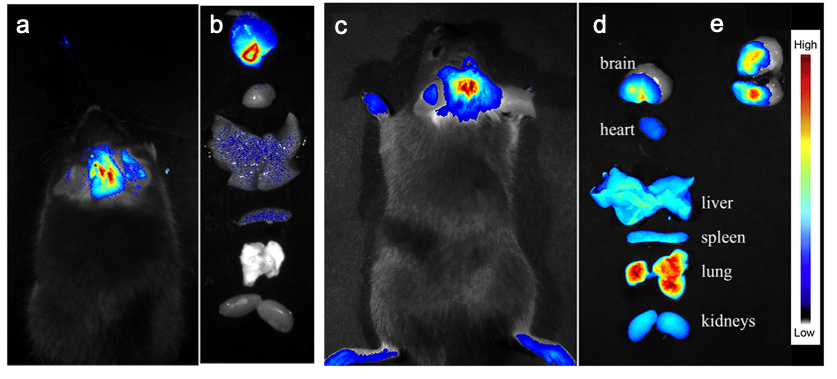 a
b
c
d
e
High
brain
heart
liver
spleen
lung
kidneys
Low